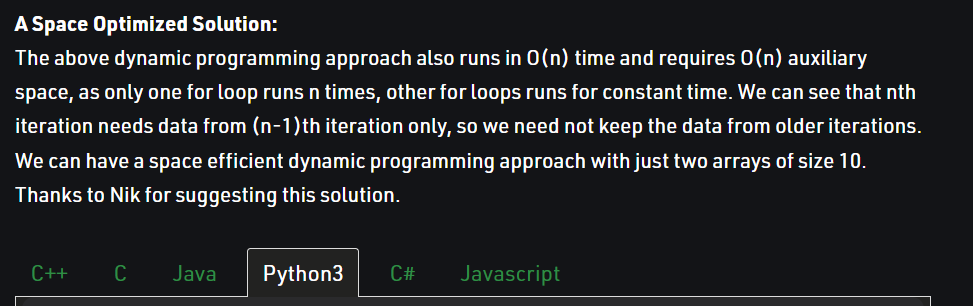 A Space Optimized Solution:
The above dynamic programming approach also runs in O(n) time and requires O(n) auxiliary
space, as only one for loop runs n times, other for loops runs for constant time. We can see that nth
iteration needs data from (n-1)th iteration only, so we need not keep the data from older iterations.
We can have a space efficient dynamic programming approach with just two arrays of size 10.
Thanks to Nik for suggesting this solution.
C++ C Java Python3 C# Javascript